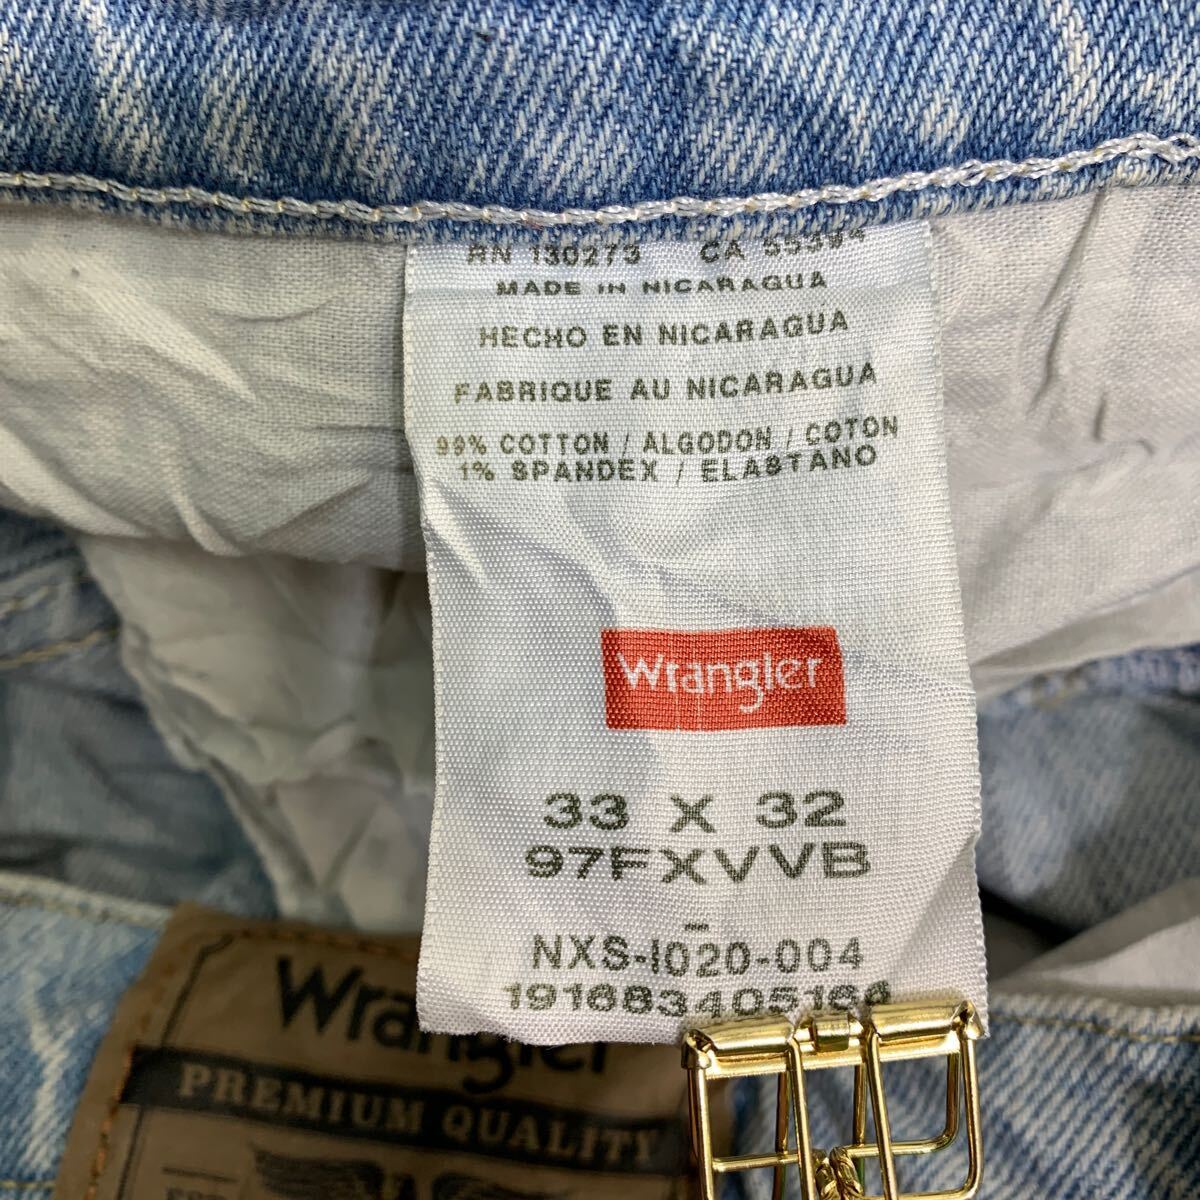 RN 130273 CA 55394
MADE IN NICARAGUA
HECHO EN NICARAGUA
FABRIQUE AU NICARAGUA
99% COTTON / ALGODON / COTON
1% SPANDEX / ELASTANO
Wrangler
33 X 32
97FXVVB
-
NXS-I020-004
191683405166
Wrangler
PREMIUM QUALITY